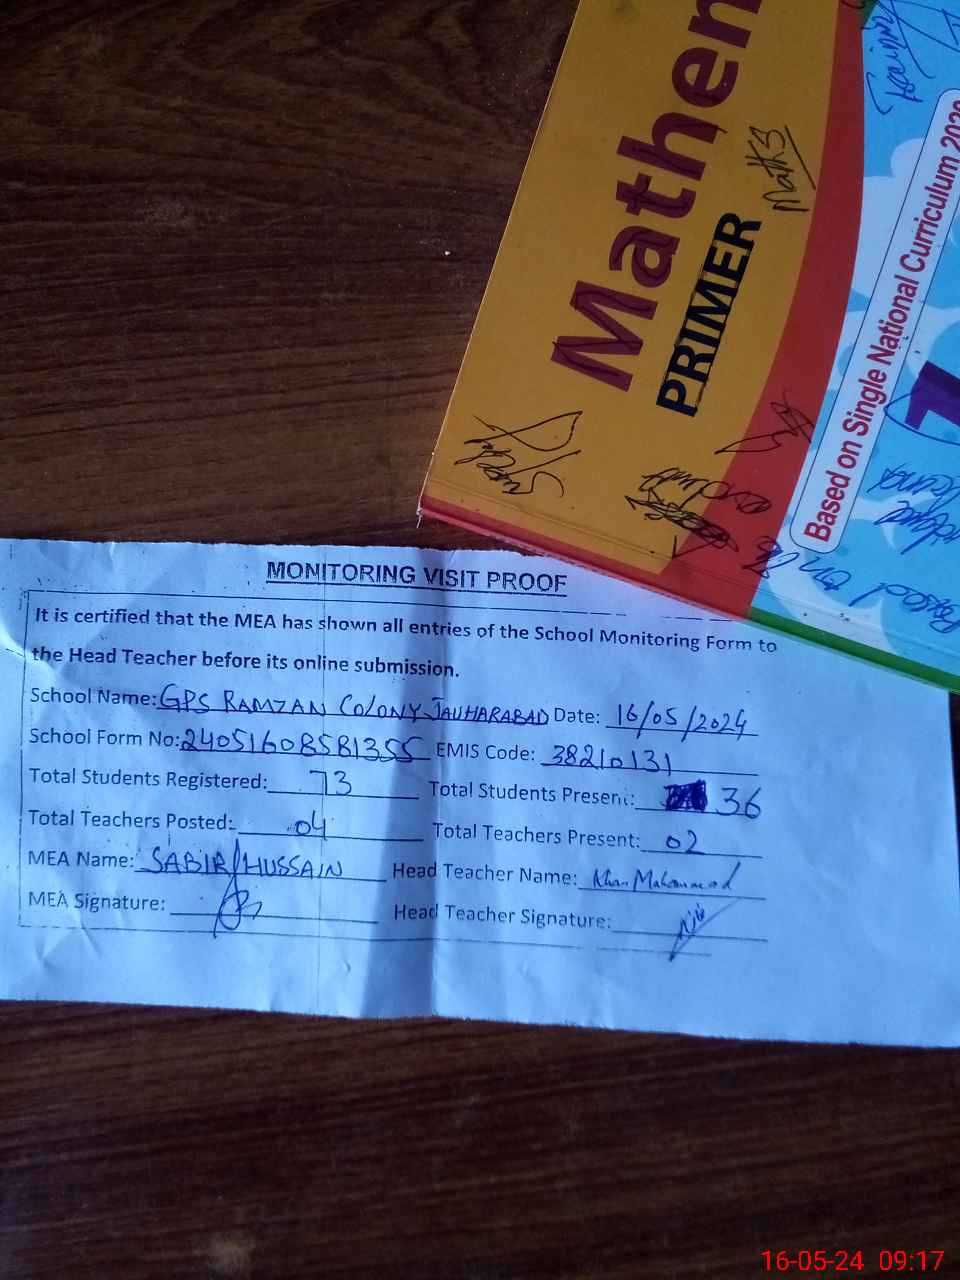 Mathem
PRIMER
Maths
Based on Single National Curriculum 202
1
MONITORING VISIT PROOF
It is certified that the MEA has shown all entries of the School Monitoring Form to
the Head Teacher before its online submission.
School Name: GPS RAMZAN COLONY JAUHARABAD Date: 16/05/2024
School Form No: 24051608581355 EMIS Code: 38210131
Total Students Registered: 73 Total Students Present: 36
Total Teachers Posted: 04 Total Teachers Present: 02
MEA Name: SABIR HUSSAIN Head Teacher Name: Khan Mohammad
MEA Signature: Head Teacher Signature:
16-05-24 09:17